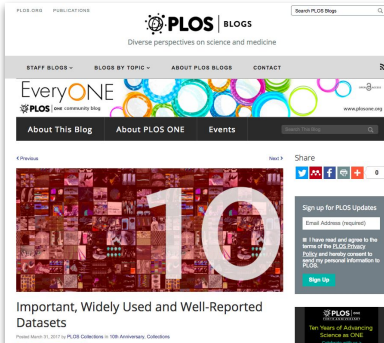 PLOS.ORG PUBLICATIONS
Search PLOS Blogs
PLOS | BLOGS
Diverse perspectives on science and medicine
STAFF BLOGS BLOGS BY TOPIC ABOUT PLOS BLOGS CONTACT
EveryONE
PLOS | ONE community blog
www.plosone.org
About This Blog About PLOS ONE Events
Search This Blog
Previous Next
Share
0
10
Sign up for PLOS Updates
Email Address (required)
I have read and agree to the
terms of the PLOS Privacy
Policy and hereby consent to
send my personal information to
PLOS.
Sign Up
Important, Widely Used and Well-Reported
Datasets
Posted March 31, 2017 by PLOS Collections in 10th Anniversary, Collections
PLOS | ONE
Ten Years of Advancing
Science as ONE